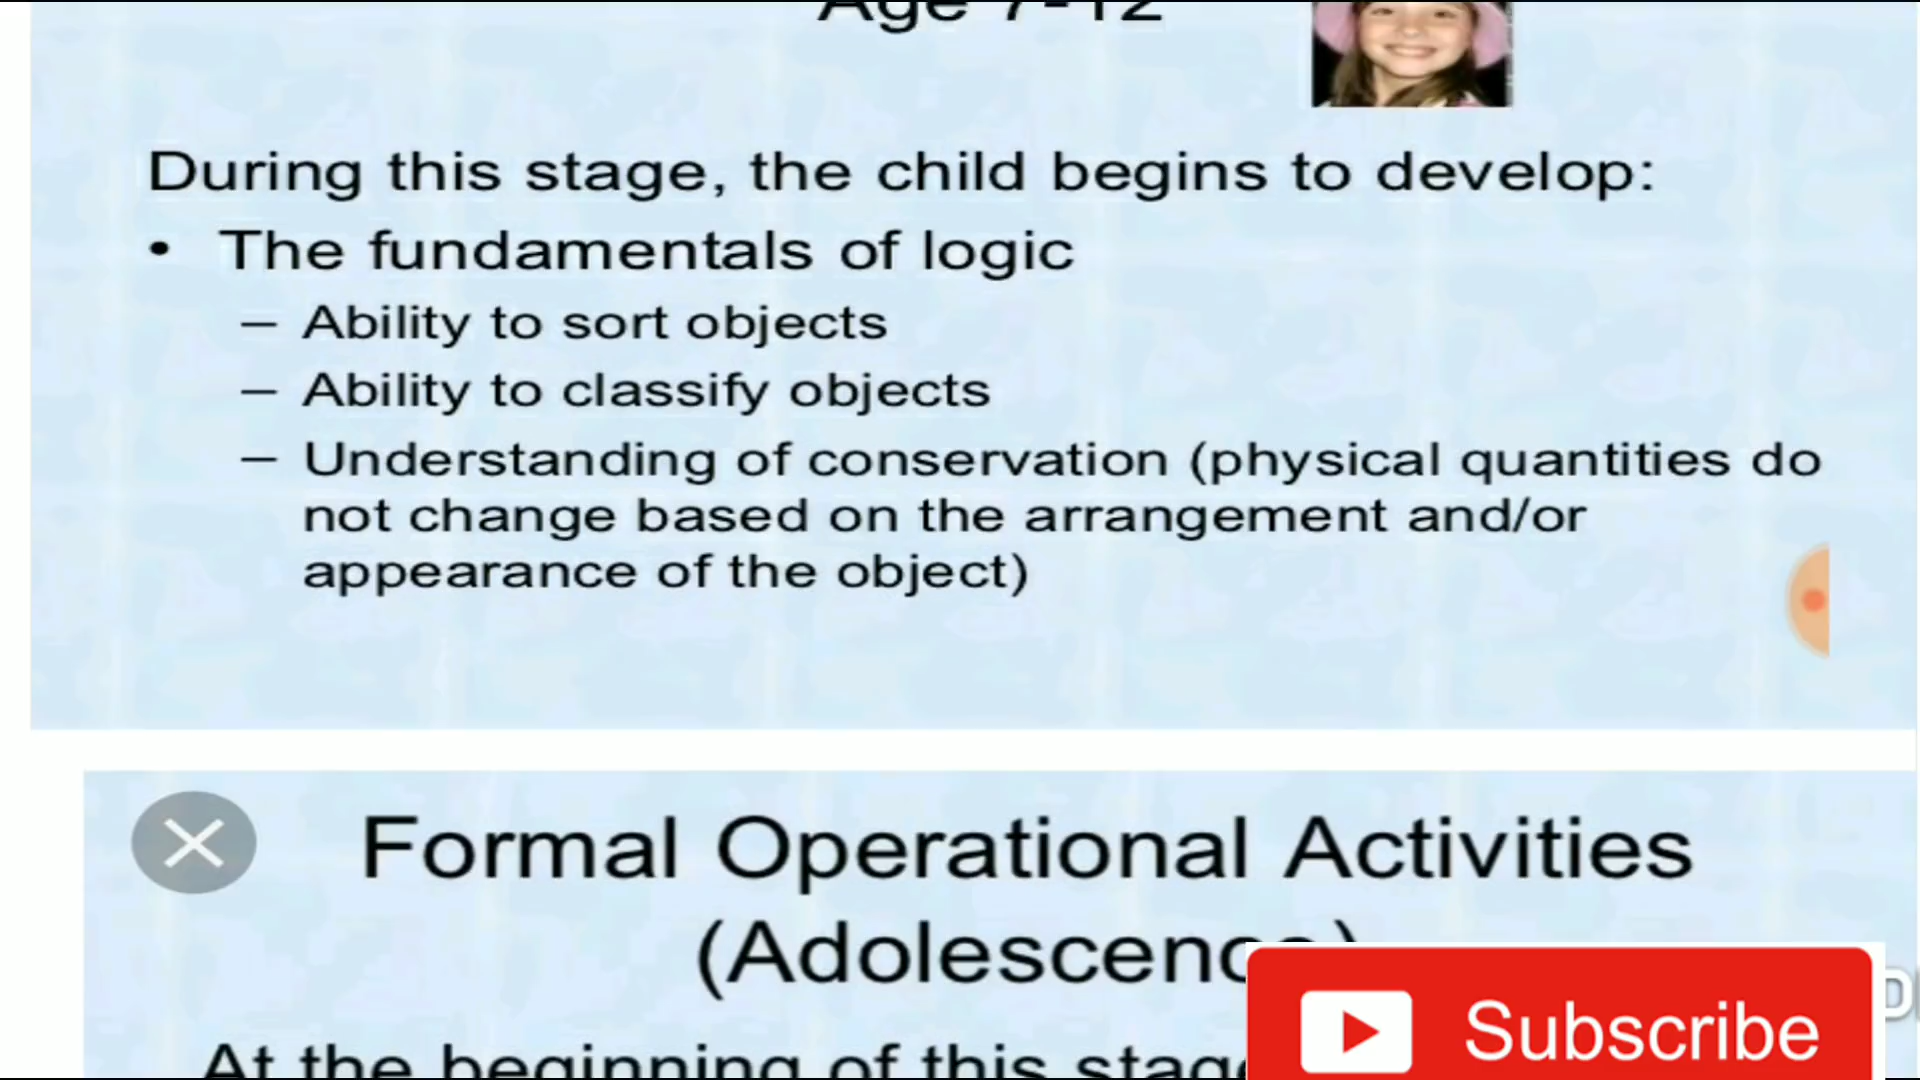 Age 7-12
During this stage, the child begins to develop:
• The fundamentals of logic
– Ability to sort objects
– Ability to classify objects
– Understanding of conservation (physical quantities do
not change based on the arrangement and/or
appearance of the object)
Formal Operational Activities
(Adolescence)
At the beginning of this stage
Subscribe